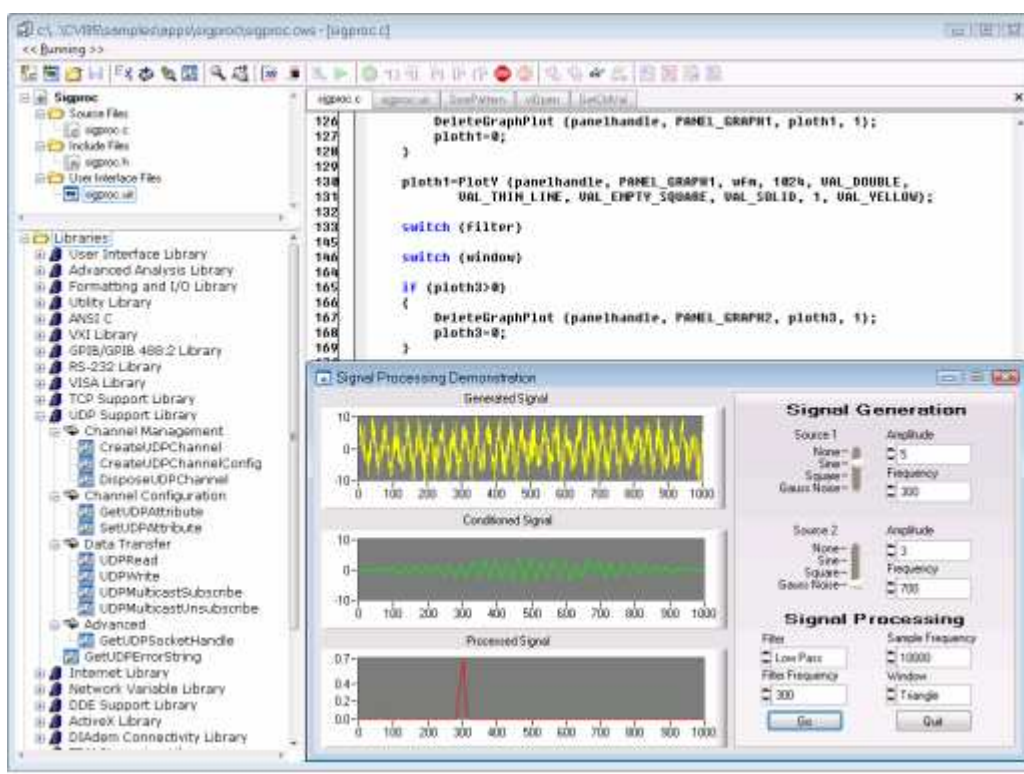 c:\...\CVI85\samples\apps\sigproc\sigproc.cws - [sigproc.c]
<< Running >>
Sigproc
Source Files
sigproc.c
Include Files
sigproc.h
User Interface Files
sigproc.uir
Libraries
User Interface Library
Advanced Analysis Library
Formatting and I/O Library
Utility Library
ANSI C
VXI Library
GPIB/GPIB 488.2 Library
RS-232 Library
VISA Library
TCP Support Library
UDP Support Library
Channel Management
CreateUDPChannel
CreateUDPChannelConfig
DisposeUDPChannel
Channel Configuration
GetUDPAttribute
SetUDPAttribute
Data Transfer
UDPRead
UDPWrite
UDPMulticastSubscribe
UDPMulticastUnsubscribe
Advanced
GetUDPSocketHandle
GetUDPErrorString
Internet Library
Network Variable Library
DDE Support Library
ActiveX Library
DIAdem Connectivity Library
sigproc.c sigproc.uir SinePattern GetCtrlVal
126 DeleteGraphPlot (panelhandle, PANEL_GRAPH1, ploth1, 1);
127 ploth1=0;
128 }
129
130 ploth1=PlotY (panelhandle, PANEL_GRAPH1, wfm, 1024, VAL_DOUBLE,
131 VAL_THIN_LINE, VAL_EMPTY_SQUARE, VAL_SOLID, 1, VAL_YELLOW);
132
133 switch (filter)
145
146 switch (window)
164
165 if (ploth3>0)
166 {
167 DeleteGraphPlot (panelhandle, PANEL_GRAPH2, ploth3, 1);
168 ploth3=0;
169 }
Signal Processing Demonstration
Generated Signal
10
0
-10
0 100 200 300 400 500 600 700 800 900 1000
Conditioned Signal
10
0
-10
0 100 200 300 400 500 600 700 800 900 1000
Processed Signal
0.7
0.4
0.2
0.0
0 100 200 300 400 500 600 700 800 900 1000
Signal Generation
Source 1 Amplitude
None
Sine
Square
Gauss Noise
5
Frequency
300
Source 2 Amplitude
None
Sine
Square
Gauss Noise
3
Frequency
700
Signal Processing
Filter Sample Frequency
Low Pass 10000
Filter Frequency Window
300 Triangle
Go Quit